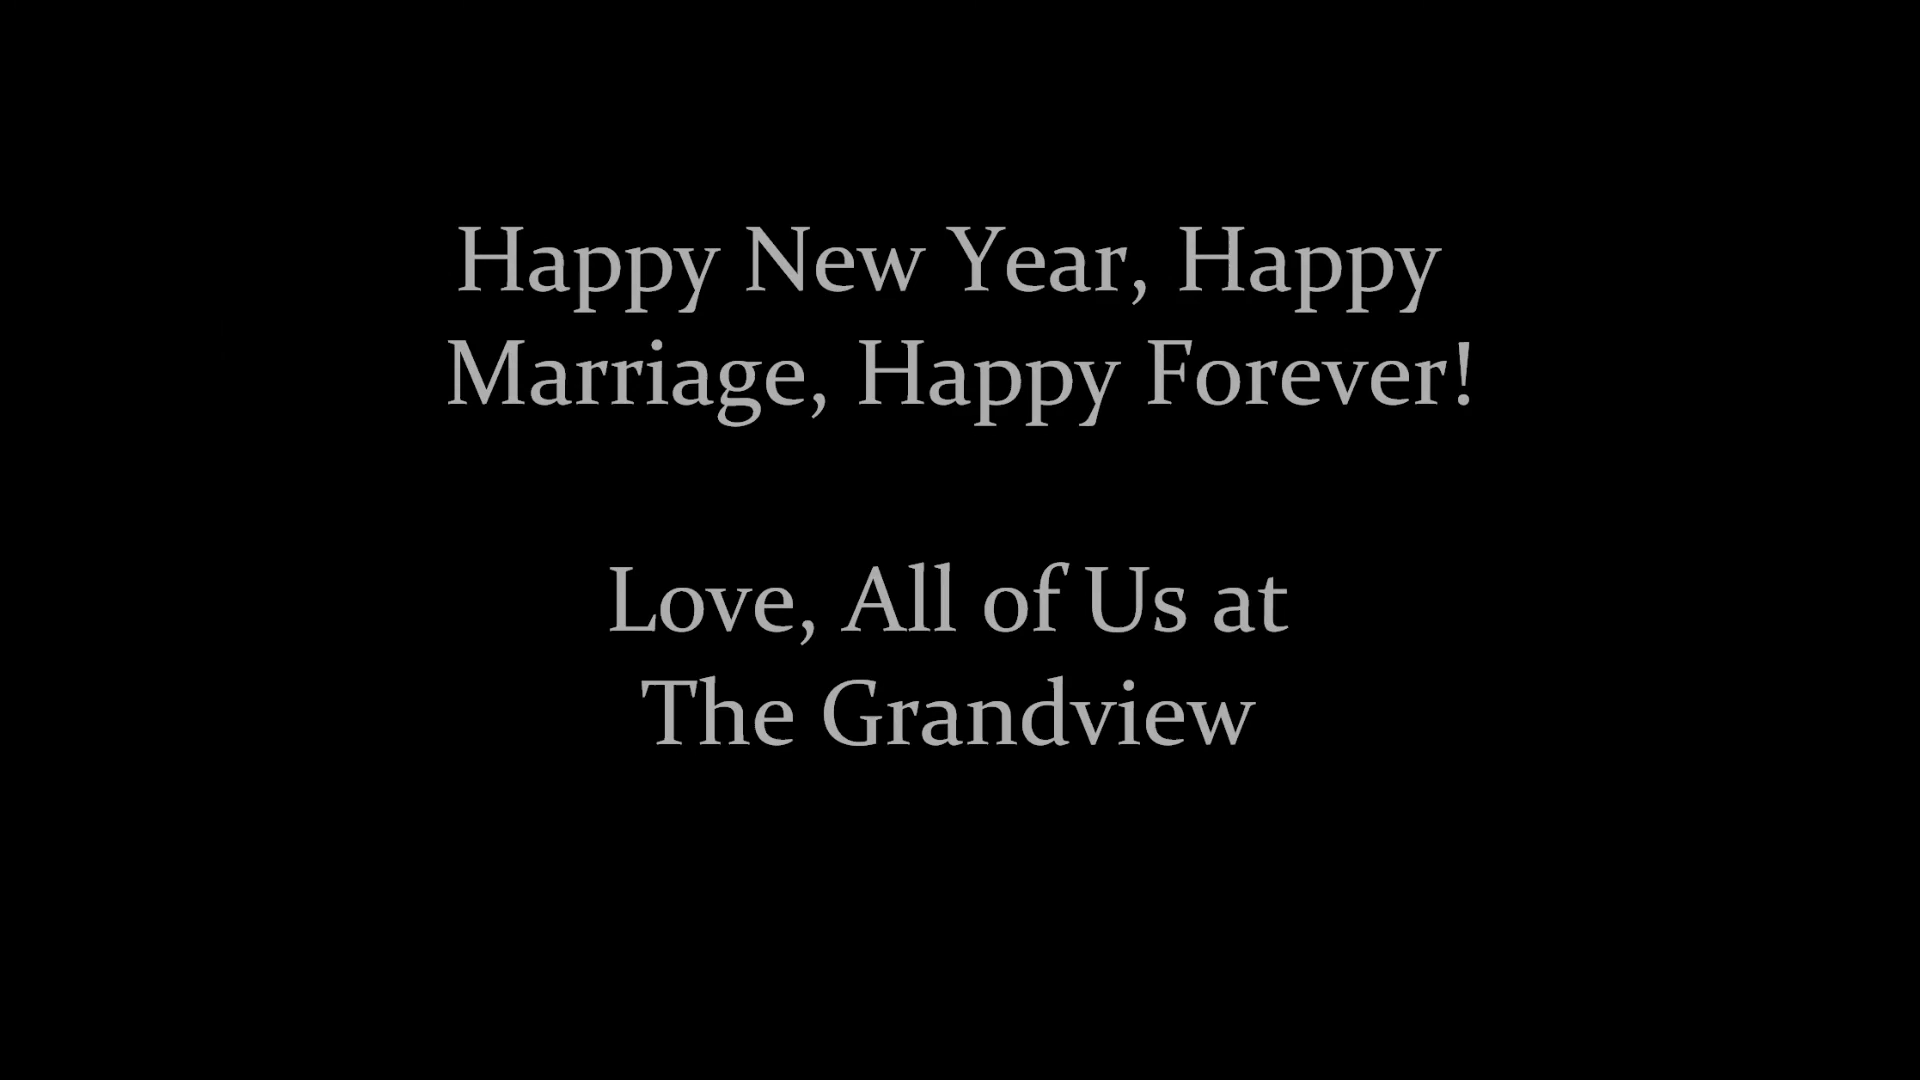 Happy New Year, Happy
Marriage, Happy Forever!
Love, All of Us at
The Grandview